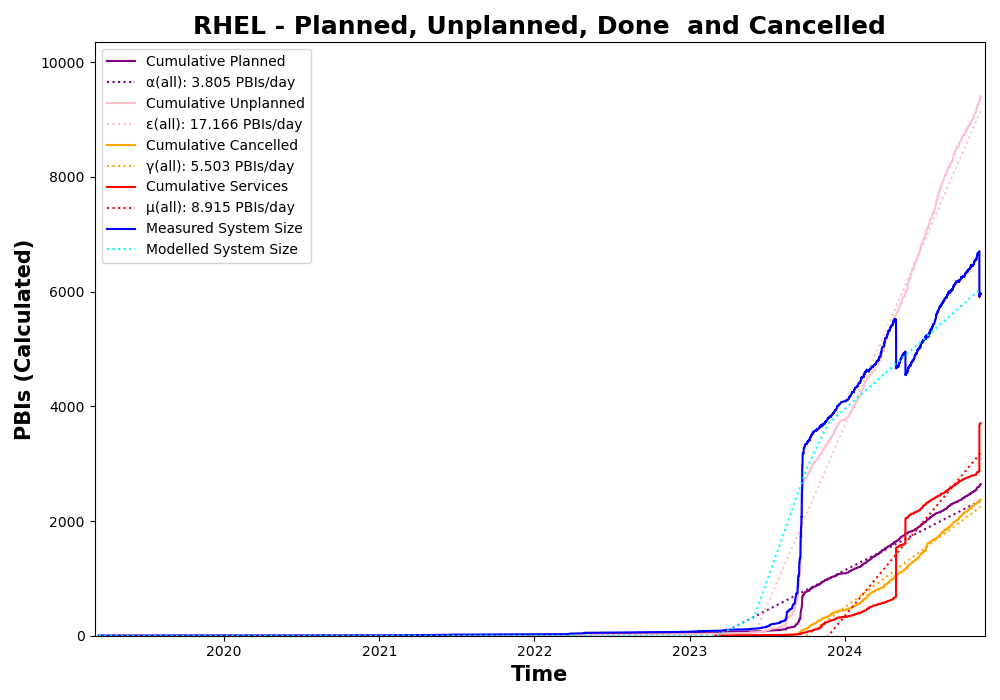 RHEL - Planned, Unplanned, Done  and Cancelled
PBIs (Calculated)
10000
8000
6000
4000
2000
0
Cumulative Planned
α(all): 3.805 PBIs/day
Cumulative Unplanned
ε(all): 17.166 PBIs/day
Cumulative Cancelled
γ(all): 5.503 PBIs/day
Cumulative Services
μ(all): 8.915 PBIs/day
Measured System Size
Modelled System Size
2020 2021 2022 2023 2024
Time